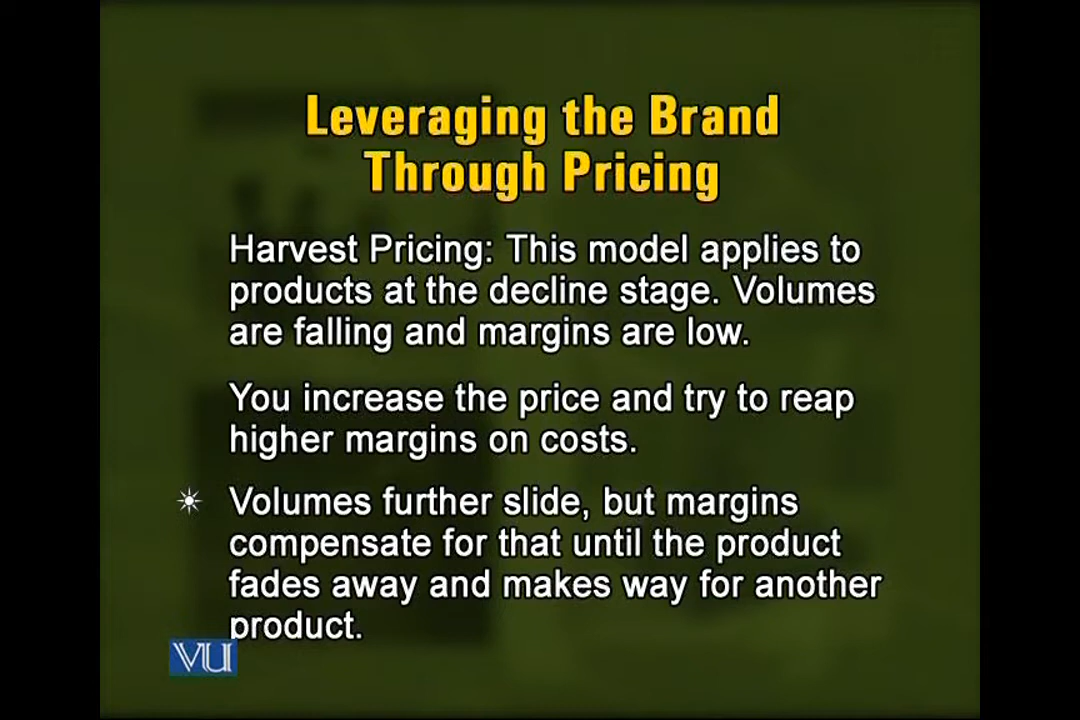 Leveraging the Brand
Through Pricing
Harvest Pricing: This model applies to
products at the decline stage. Volumes
are falling and margins are low.
You increase the price and try to reap
higher margins on costs.
Volumes further slide, but margins
compensate for that until the product
fades away and makes way for another
product.
VU